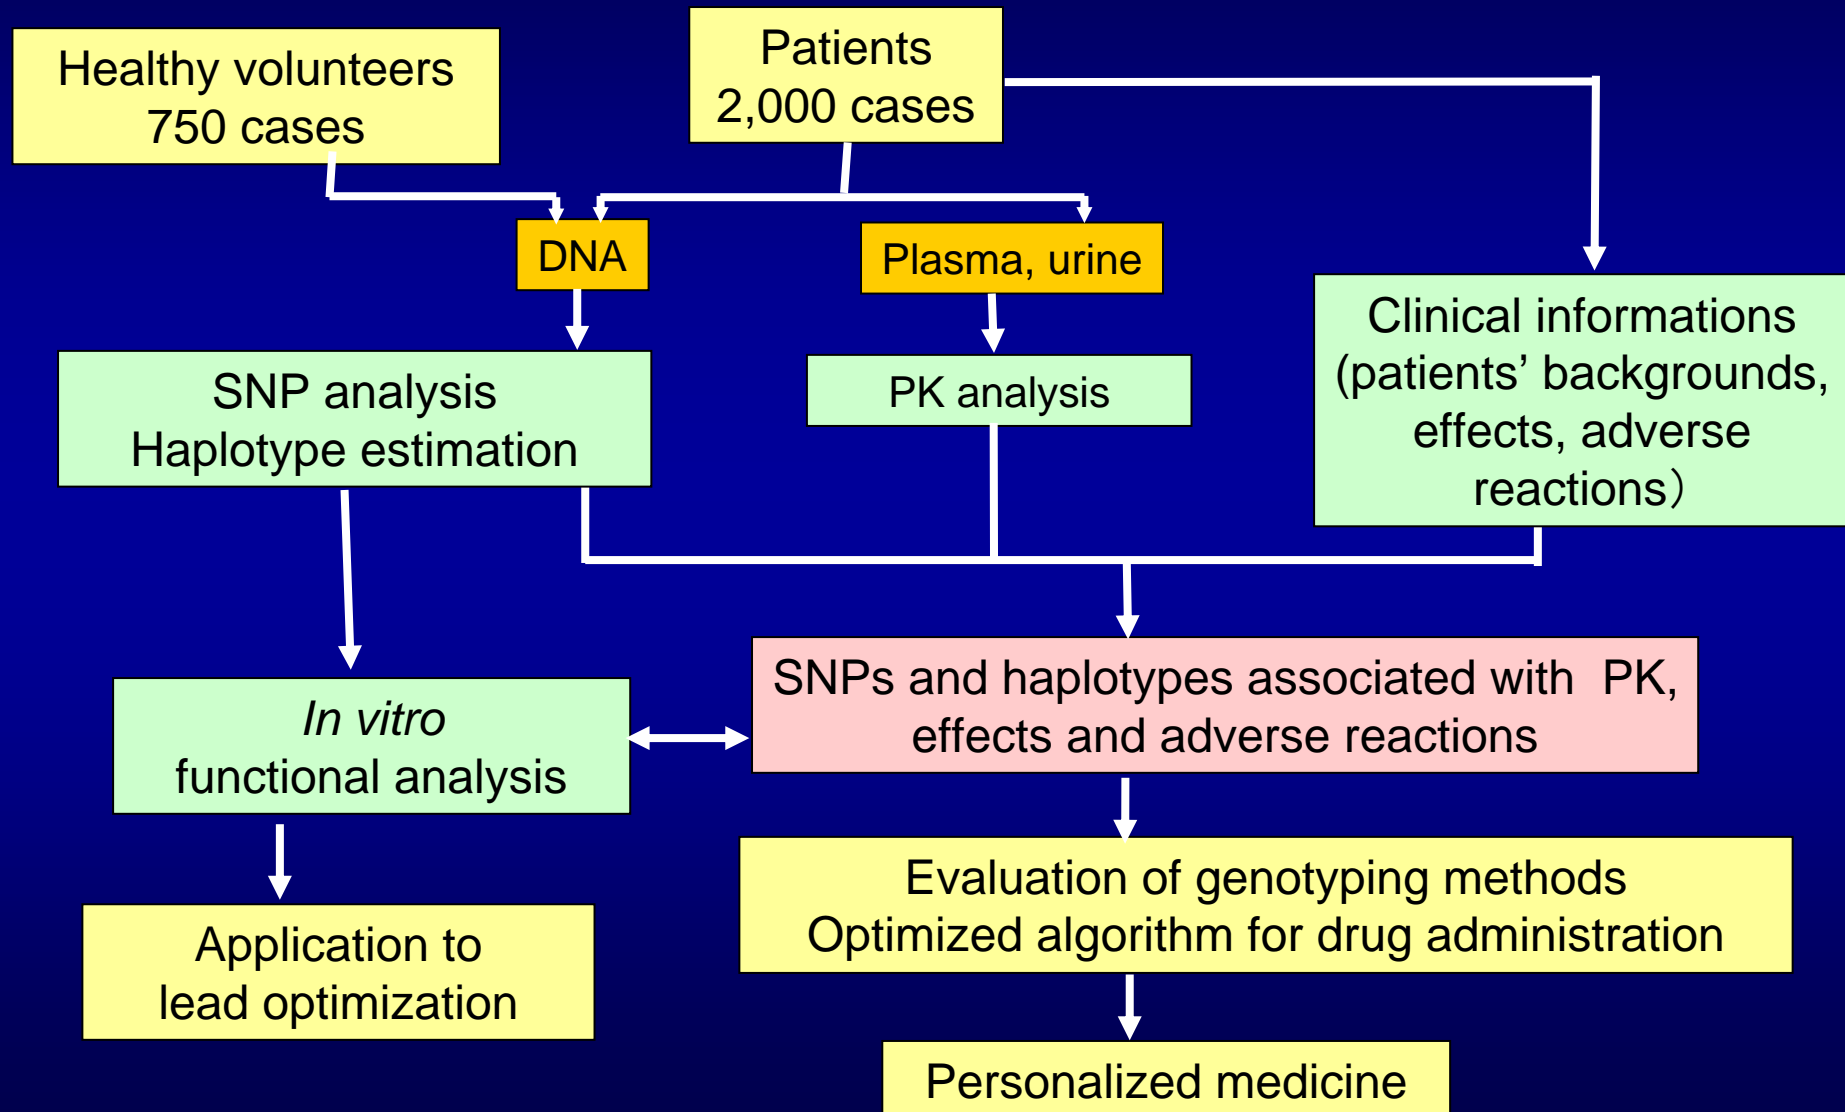 Healthy volunteers
750 cases
Patients
2,000 cases
DNA
Plasma, urine
Clinical informations
(patients’ backgrounds,
effects, adverse
reactions）
SNP analysis
Haplotype estimation
PK analysis
In vitro
functional analysis
SNPs and haplotypes associated with  PK,
effects and adverse reactions
Application to
lead optimization
Evaluation of genotyping methods
Optimized algorithm for drug administration
Personalized medicine